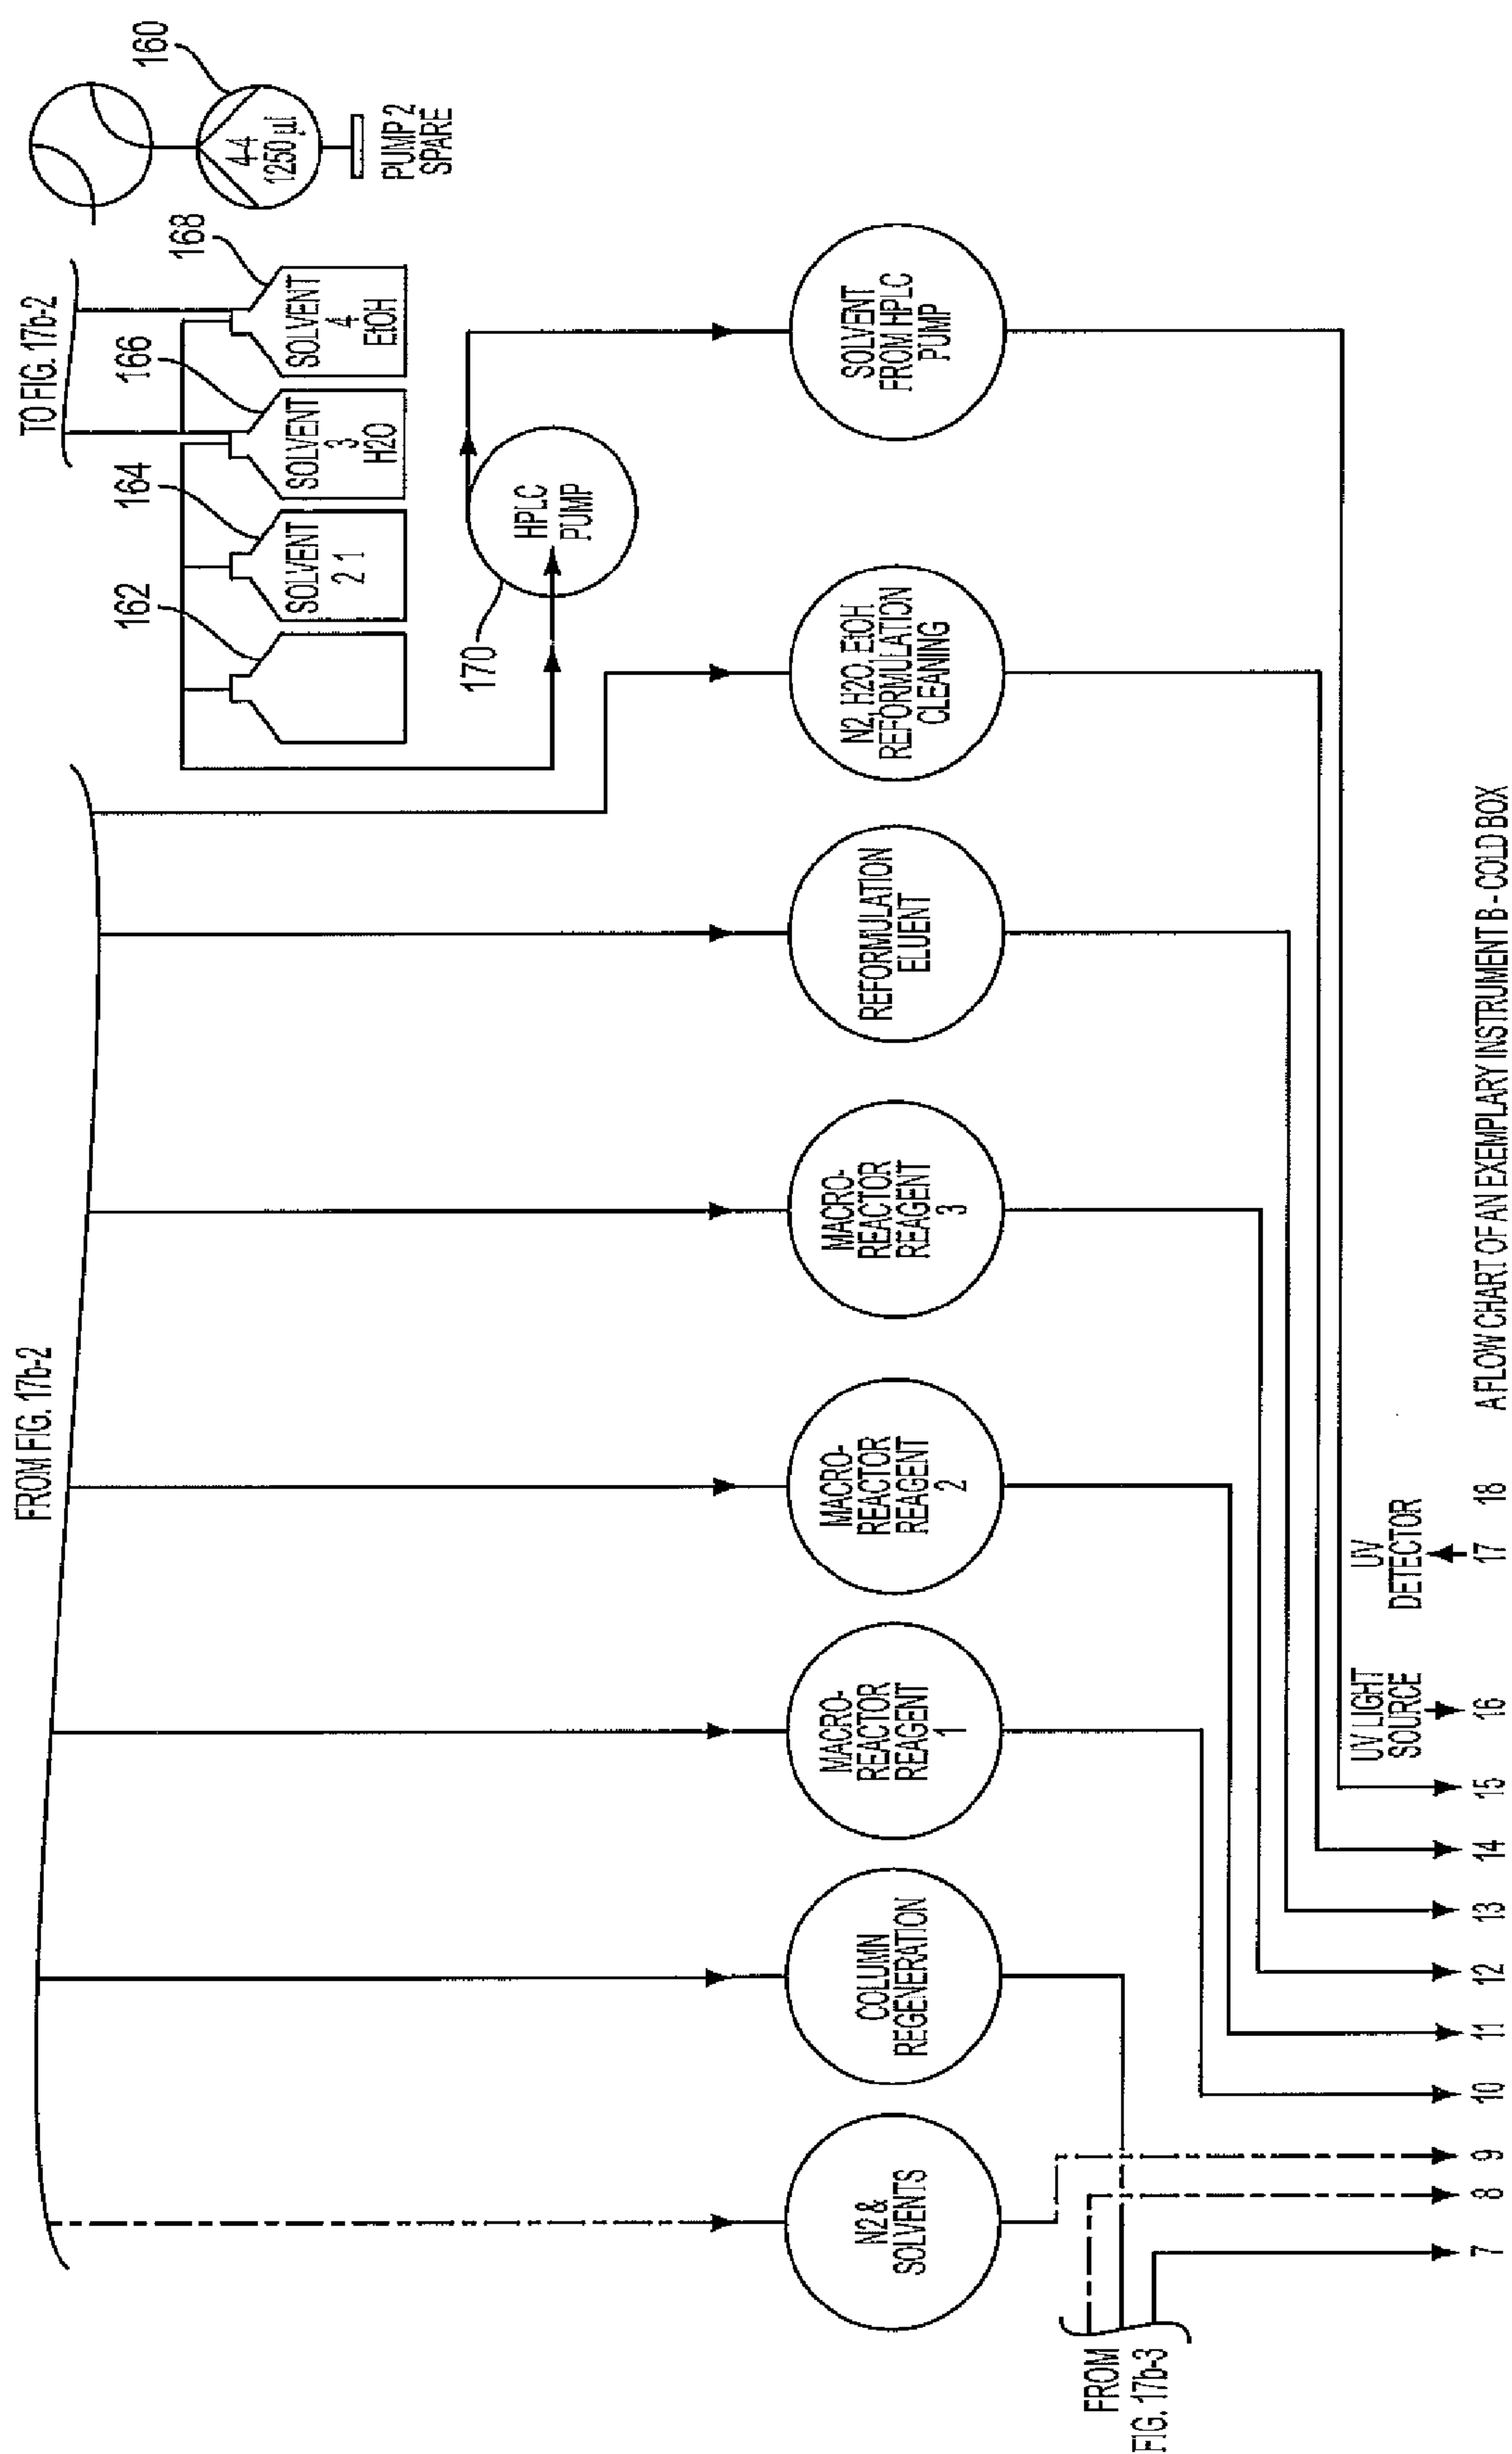 FROM FIG. 17b-2
TO FIG. 17b-2
162
164
166
168
160
SOLVENT
2 1
SOLVENT
3
H2O
SOLVENT
4
EtOH
4-4
1250 µl
PUMP 2
SPARE
170
HPLC
PUMP
N2 &
SOLVENTS
COLUMN
REGENERATION
MACRO-
REACTOR
REAGENT
1
MACRO-
REACTOR
REAGENT
2
MACRO-
REACTOR
REAGENT
3
REFORMULATION
ELUENT
N2, H2O, EtOH
REFORMULATION
CLEANING
SOLVENT
FROM HPLC
PUMP
FROM
FIG. 17b-3
UV LIGHT
SOURCE
UV
DETECTOR
7 8 9 10 11 12 13 14 15 16 17 18
A FLOW CHART OF AN EXEMPLARY INSTRUMENT B - COLD BOX